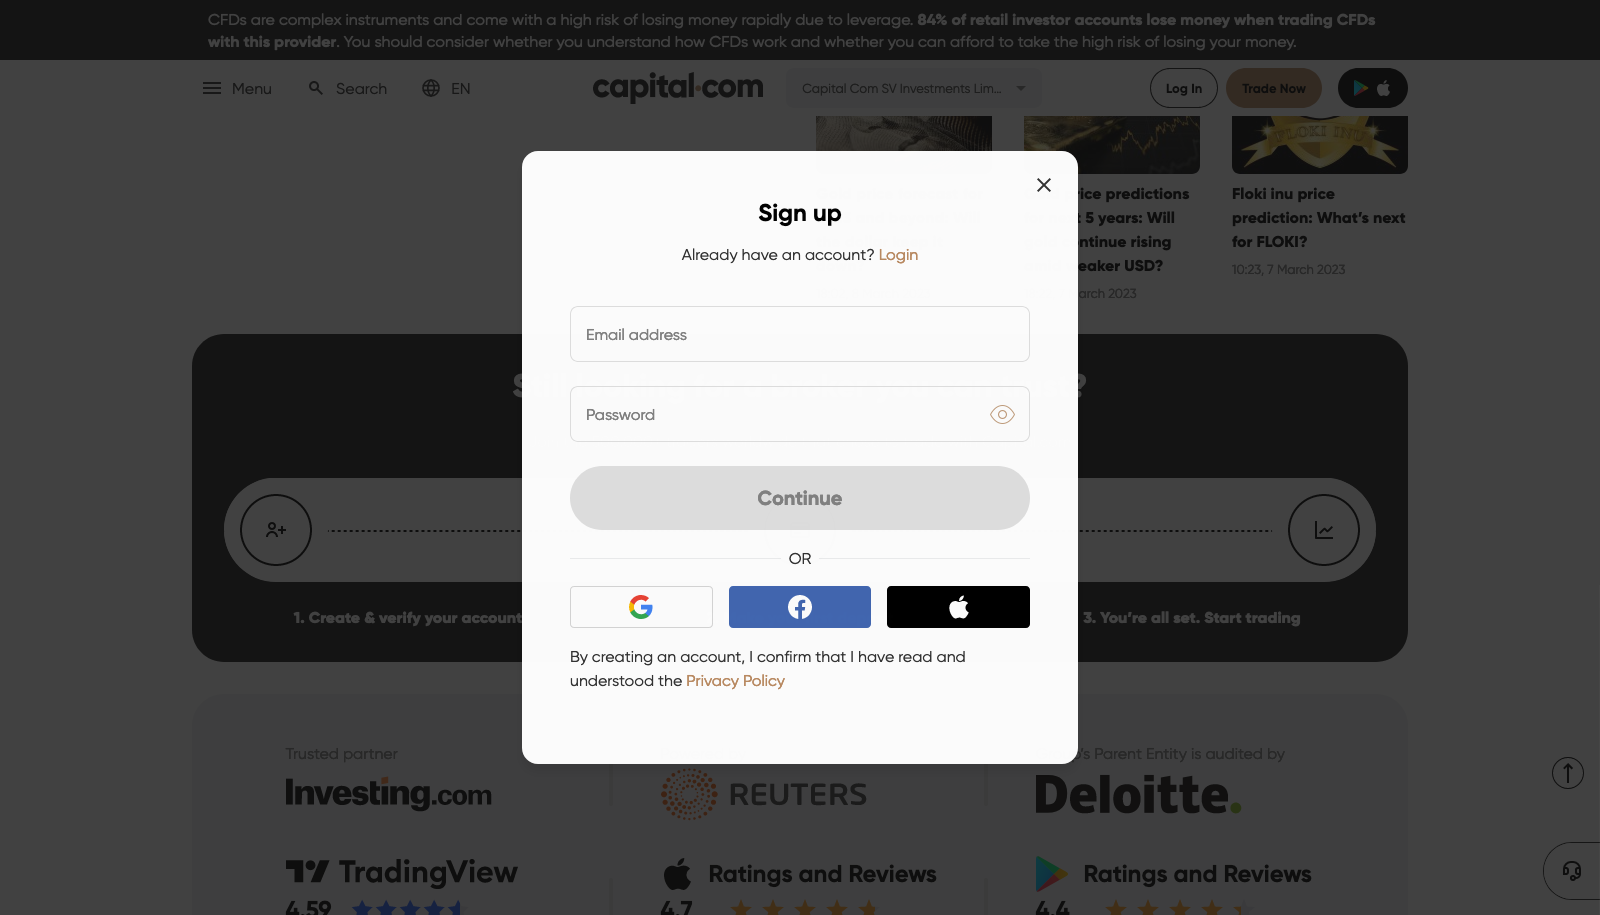 CFDs are complex instruments and come with a high risk of losing money rapidly due to leverage. 84% of retail investor accounts lose money when trading CFDs
with this provider. You should consider whether you understand how CFDs work and whether you can afford to take the high risk of losing your money.
Menu
Search
EN
capital.com
Capital Com SV Investments Lim...
Log In
Trade Now
FLOKI INU
rice predictions
5 years: Will
ntinue rising
eaker USD?
arch 2023
Floki inu price
prediction: What's next
for FLOKI?
10:23, 7 March 2023
Sign up
Already have an account? Login
Email address
Password
Continue
OR
By creating an account, I confirm that I have read and
understood the Privacy Policy
1. Create & verify your account
3. You're all set. Start trading
Trusted partner
Investing.com
REUTERS
's Parent Entity is audited by
Deloitte.
TradingView
4.59
Ratings and Reviews
4.7
Ratings and Reviews
4.4